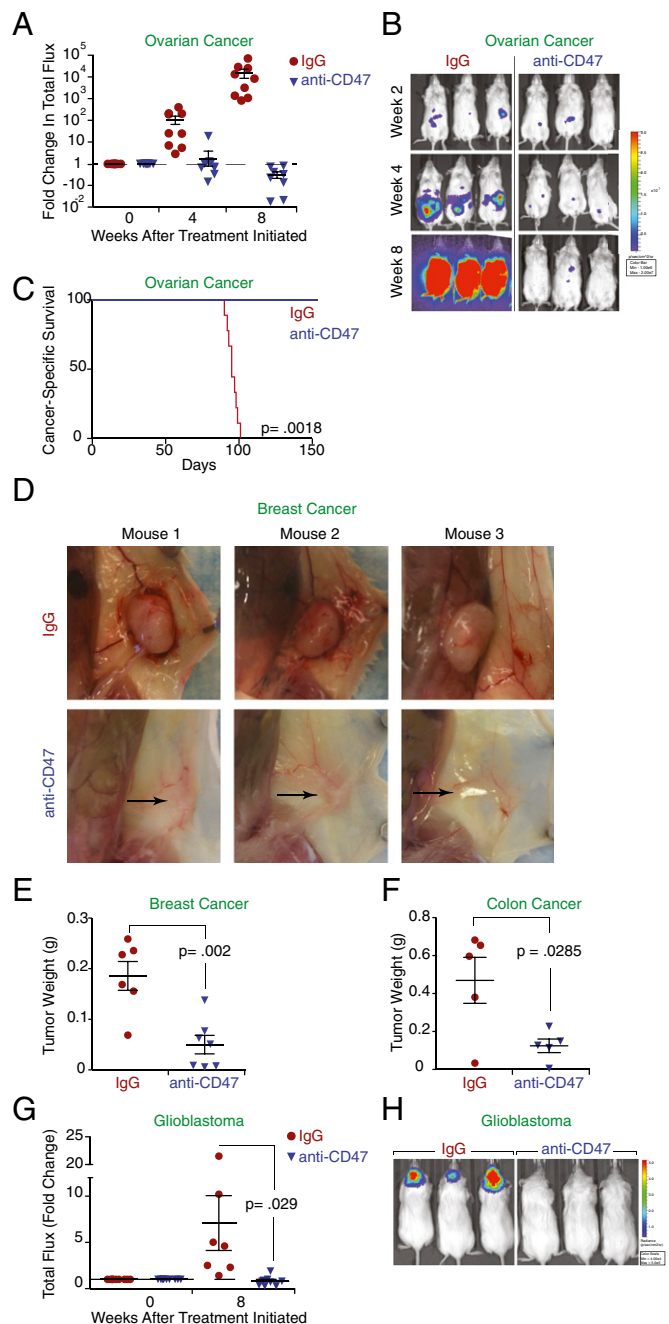 A
Ovarian Cancer
IgG
anti-CD47
Fold Change In Total Flux
10^5
10^4
10^3
10^2
1
-10
10^2
0
4
8
Weeks After Treatment Initiated
B
Ovarian Cancer
IgG
anti-CD47
Week 2
Week 4
Week 8
C
Ovarian Cancer
IgG
anti-CD47
Cancer-Specific Survival
100
50
0
p= .0018
0
50
100
150
Days
D
Breast Cancer
Mouse 1
Mouse 2
Mouse 3
IgG
anti-CD47
E
Breast Cancer
Tumor Weight (g)
0.3
0.2
0.1
0
p= .002
IgG
anti-CD47
F
Colon Cancer
Tumor Weight (g)
0.8
0.6
0.4
0.2
0
p= .0285
IgG
anti-CD47
G
Glioblastoma
IgG
anti-CD47
Total Flux (Fold Change)
25
20
10
5
0
p= .029
0
8
Weeks After Treatment Initiated
H
Glioblastoma
IgG
anti-CD47
Radiance
Color Scale